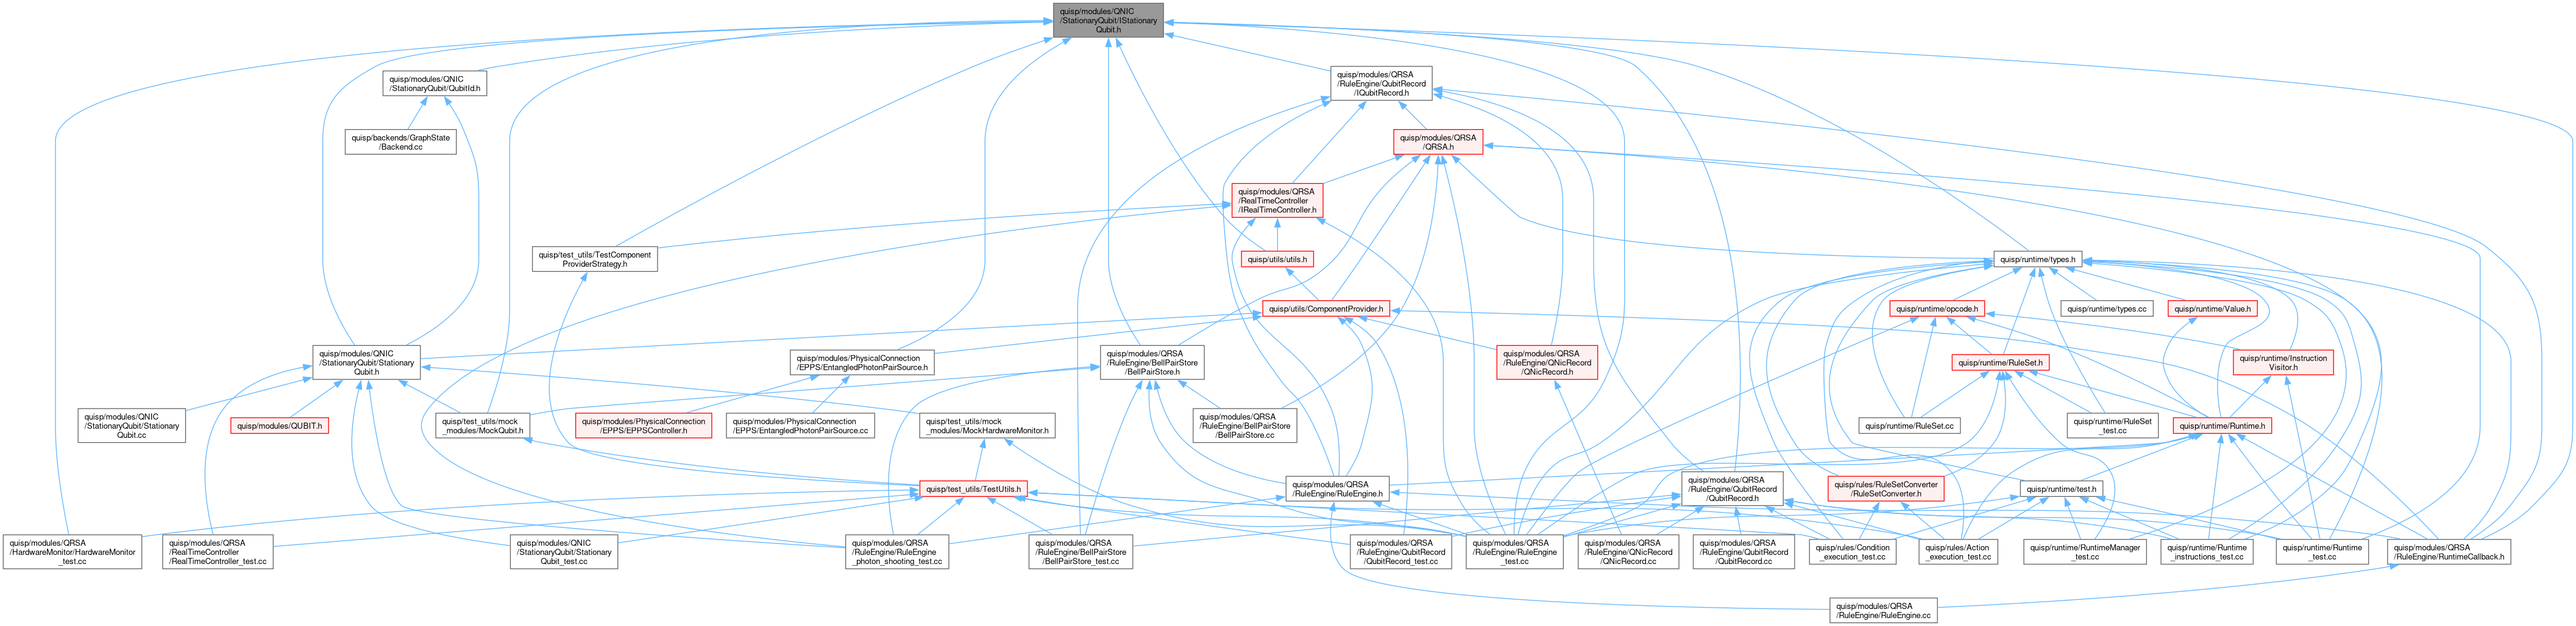 quisp/modules/QNIC
/StationaryQubit/IStationary
Qubit.h
quisp/modules/QNIC
/StationaryQubit/QubitId.h
quisp/modules/QRSA
/RuleEngine/QubitRecord
/IQubitRecord.h
quisp/backends/GraphState
/Backend.cc
quisp/modules/QRSA
/QRSA.h
quisp/modules/QRSA
/RealTimeController
/IRealTimeController.h
quisp/test_utils/TestComponent
ProviderStrategy.h
quisp/utils/utils.h
quisp/runtime/types.h
quisp/utils/ComponentProvider.h
quisp/runtime/opcode.h
quisp/runtime/types.cc
quisp/runtime/Value.h
quisp/modules/QNIC
/StationaryQubit/Stationary
Qubit.h
quisp/modules/PhysicalConnection
/EPPS/EntangledPhotonPairSource.h
quisp/modules/QRSA
/RuleEngine/BellPairStore
/BellPairStore.h
quisp/modules/QRSA
/RuleEngine/QNicRecord
/QNicRecord.h
quisp/runtime/RuleSet.h
quisp/runtime/Instruction
Visitor.h
quisp/modules/QNIC
/StationaryQubit/Stationary
Qubit.cc
quisp/modules/QUBIT.h
quisp/test_utils/mock
_modules/MockQubit.h
quisp/modules/PhysicalConnection
/EPPS/EPPSController.h
quisp/modules/PhysicalConnection
/EPPS/EntangledPhotonPairSource.cc
quisp/test_utils/mock
_modules/MockHardwareMonitor.h
quisp/modules/QRSA
/RuleEngine/BellPairStore
/BellPairStore.cc
quisp/runtime/RuleSet.cc
quisp/runtime/RuleSet
_test.cc
quisp/runtime/Runtime.h
quisp/test_utils/TestUtils.h
quisp/modules/QRSA
/RuleEngine/RuleEngine.h
quisp/modules/QRSA
/RuleEngine/QubitRecord
/QubitRecord.h
quisp/rules/RuleSetConverter
/RuleSetConverter.h
quisp/runtime/test.h
quisp/modules/QRSA
/HardwareMonitor/HardwareMonitor
_test.cc
quisp/modules/QRSA
/RealTimeController
/RealTimeController_test.cc
quisp/modules/QNIC
/StationaryQubit/Stationary
Qubit_test.cc
quisp/modules/QRSA
/RuleEngine/RuleEngine
_photon_shooting_test.cc
quisp/modules/QRSA
/RuleEngine/BellPairStore
/BellPairStore_test.cc
quisp/modules/QRSA
/RuleEngine/QubitRecord
/QubitRecord_test.cc
quisp/modules/QRSA
/RuleEngine/RuleEngine
_test.cc
quisp/modules/QRSA
/RuleEngine/QNicRecord
/QNicRecord.cc
quisp/modules/QRSA
/RuleEngine/QubitRecord
/QubitRecord.cc
quisp/rules/Condition
_execution_test.cc
quisp/rules/Action
_execution_test.cc
quisp/runtime/RuntimeManager
_test.cc
quisp/runtime/Runtime
_instructions_test.cc
quisp/runtime/Runtime
_test.cc
quisp/modules/QRSA
/RuleEngine/RuntimeCallback.h
quisp/modules/QRSA
/RuleEngine/RuleEngine.cc